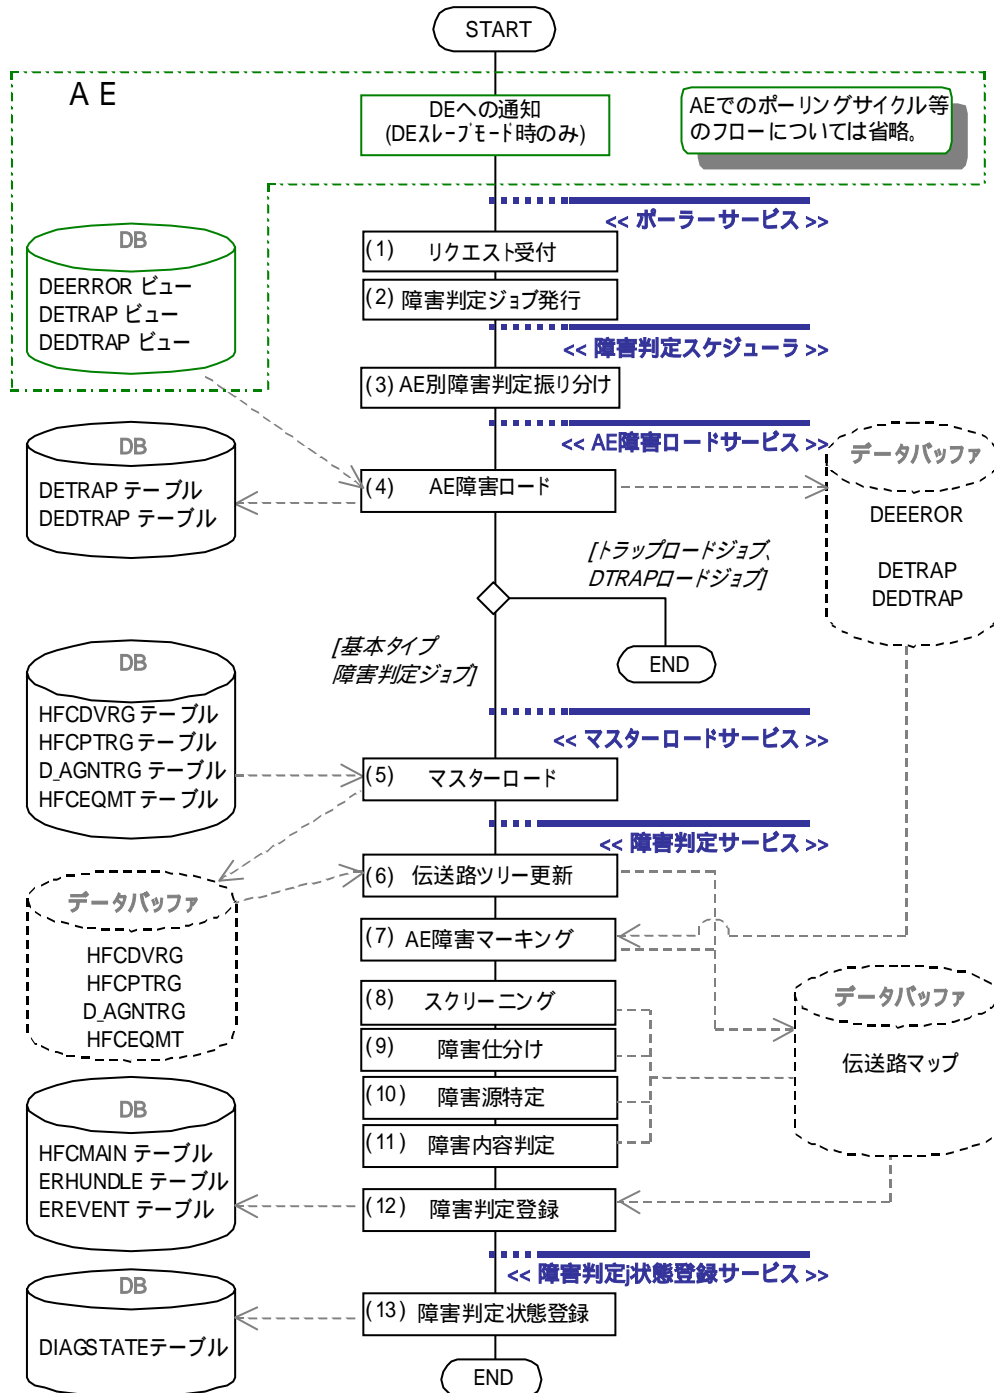 START
A E
DEへの通知
(DEｽﾚｰﾌﾞﾓｰﾄﾞ時のみ)
AEでのポーリングサイクル等
のフローについては省略。
<< ポーラーサービス >>
DB
DEERROR ビュー
DETRAP ビュー
DEDTRAP ビュー
(1) リクエスト受付
(2) 障害判定ジョブ発行
<< 障害判定スケジューラ >>
(3) AE別障害判定振り分け
<< AE障害ロードサービス >>
DB
DETRAP テーブル
DEDTRAP テーブル
(4) AE障害ロード
データバッファ
DEEEROR
DETRAP
DEDTRAP
[トラップロードジョブ、
DTRAPロードジョブ]
END
[基本タイプ
障害判定ジョブ]
<< マスターロードサービス >>
DB
HFCDVRG テーブル
HFCPTRG テーブル
D_AGNTRG テーブル
HFCEQMT テーブル
(5) マスターロード
<< 障害判定サービス >>
(6) 伝送路ツリー更新
データバッファ
HFCDVRG
HFCPTRG
D_AGNTRG
HFCEQMT
(7) AE障害マーキング
(8) スクリーニング
(9) 障害仕分け
(10) 障害源特定
(11) 障害内容判定
データバッファ
伝送路マップ
DB
HFCMAIN テーブル
ERHUNDLE テーブル
EREVENT テーブル
(12) 障害判定登録
<< 障害判定j状態登録サービス >>
DB
DIAGSTATEテーブル
(13) 障害判定状態登録
END